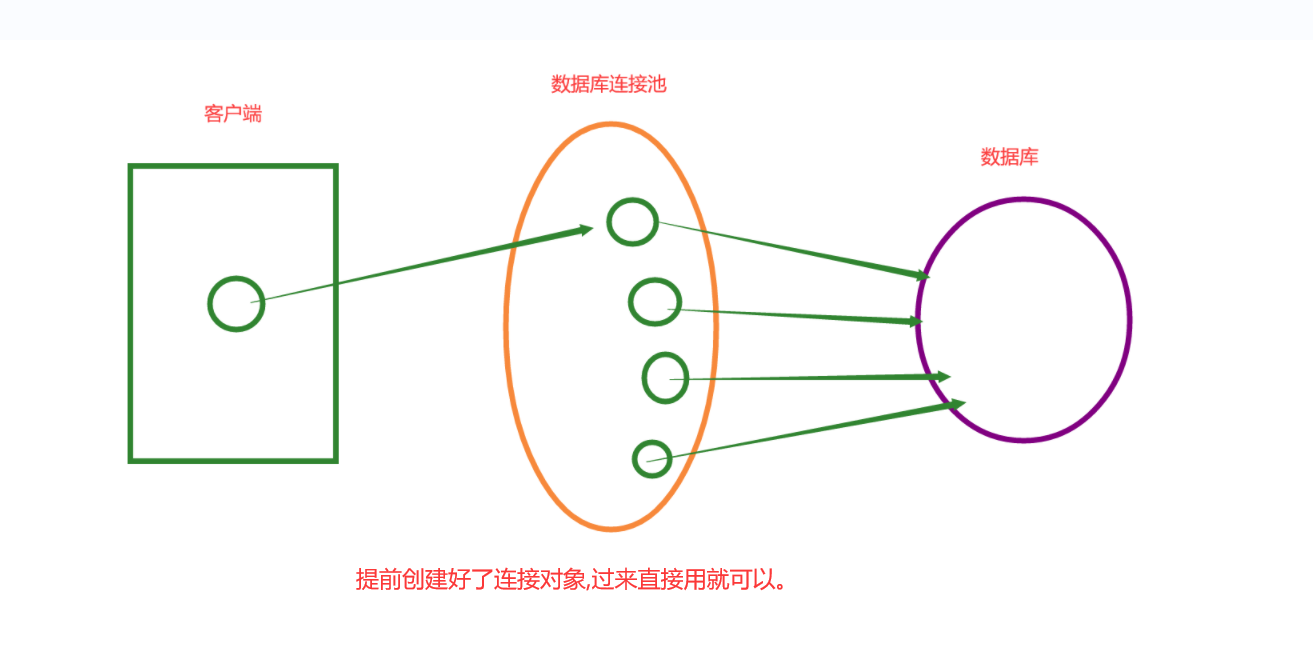 数据库连接池
客户端
数据库
提前创建好了连接对象,过来直接用就可以。